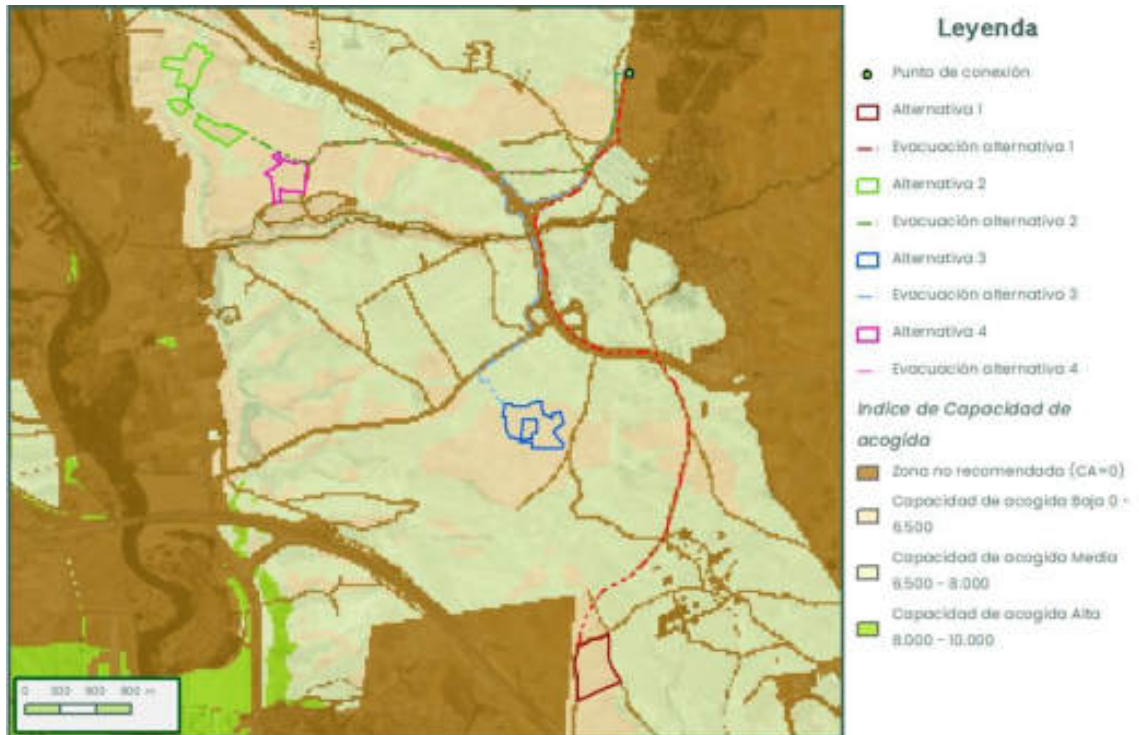 Leyenda
Punto de conexión
Alternativa 1
Evacuación alternativa 1
Alternativa 2
Evacuación alternativa 2
Alternativa 3
Evacuación alternativa 3
Alternativa 4
Evacuación alternativa 4
Indice de Capacidad de
acogida
Zona no recomendada (CA=0)
Capacidad de acogida Baja 0 -
6.500
Capacidad de acogida Media
6.500 - 8.000
Capacidad de acogida Alta
8.000 - 10.000
0